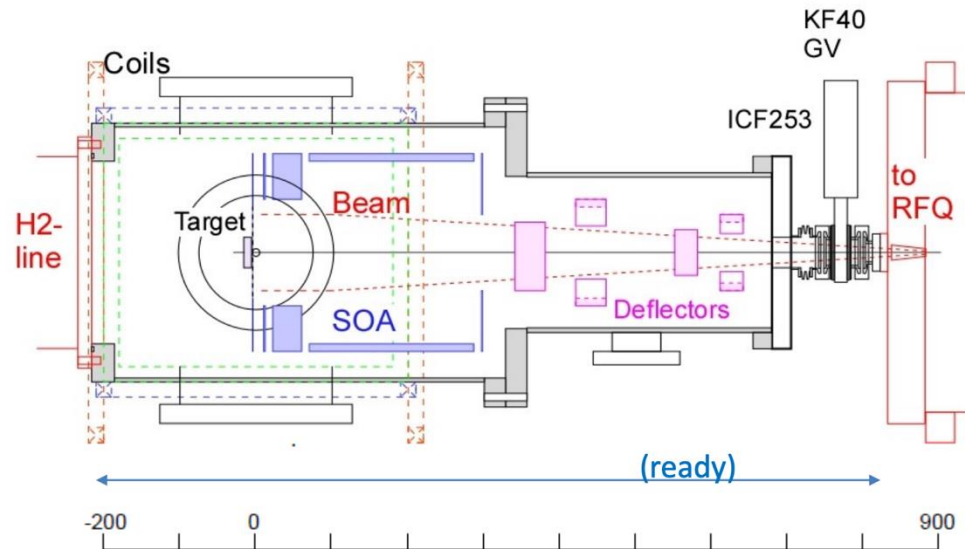 KF40
GV
Coils
ICF253
to
RFQ
Target
Beam
H2-
line
SOA
Deflectors
(ready)
-200
0
900